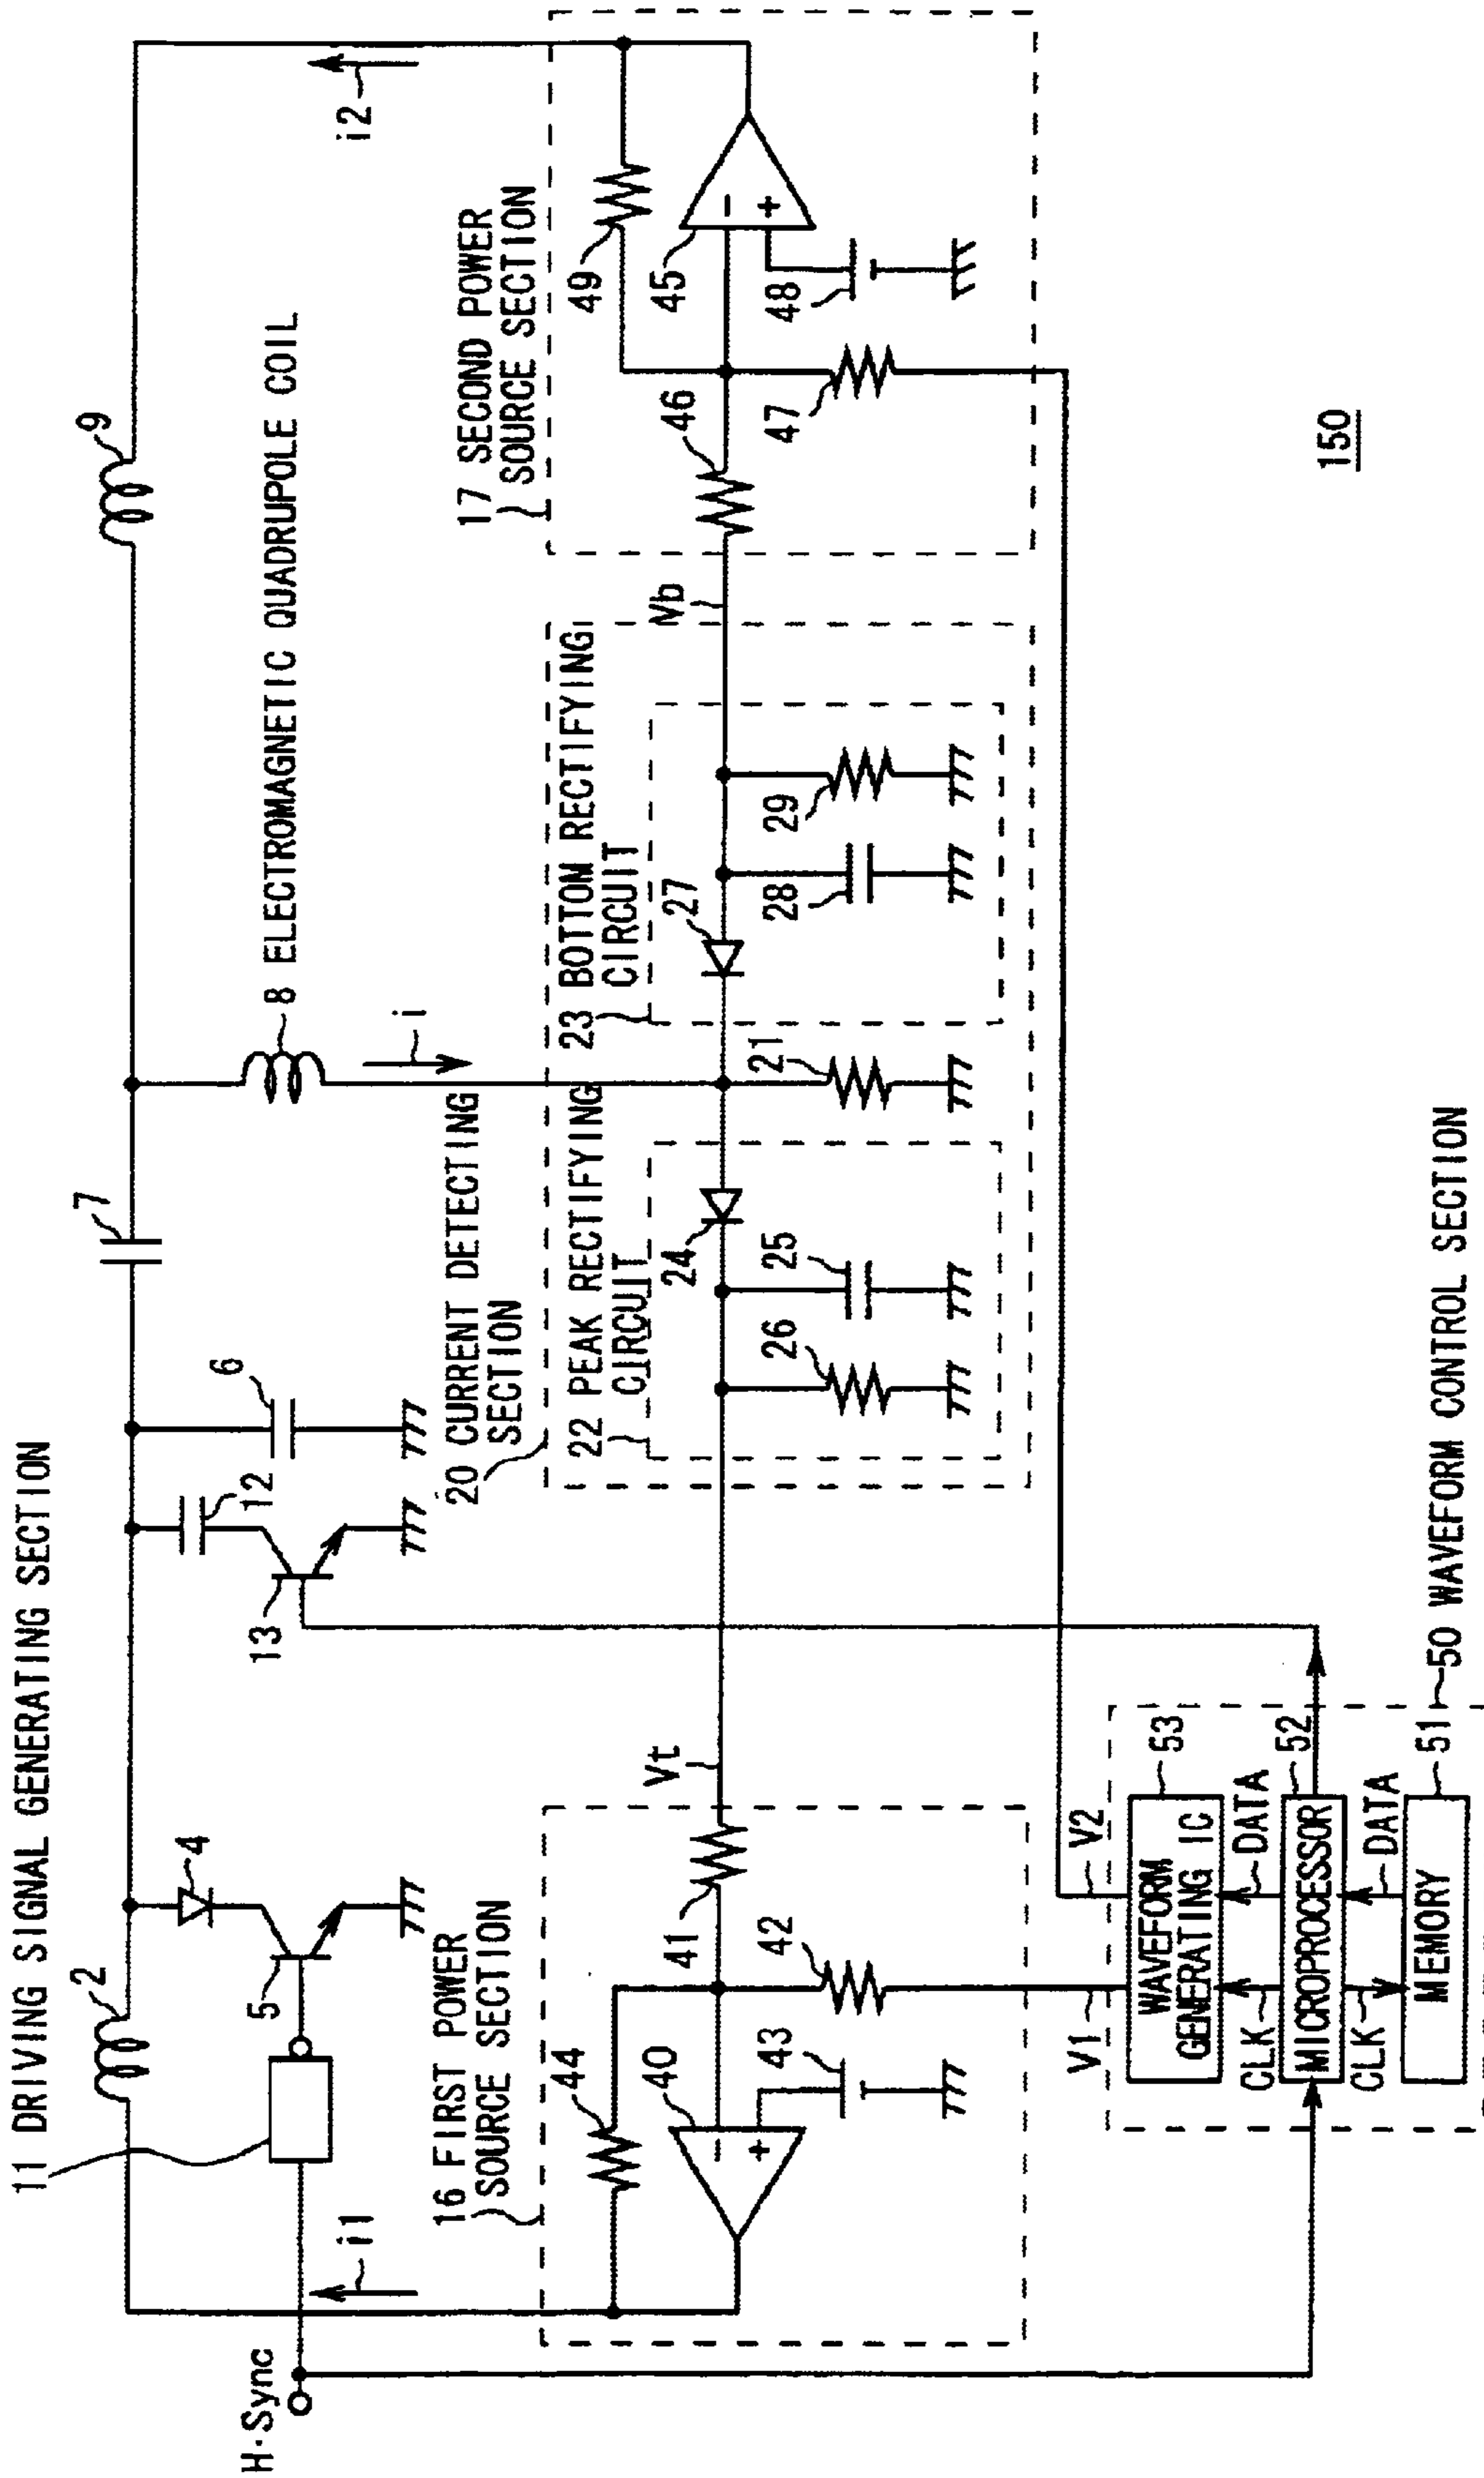 11 DRIVING SIGNAL GENERATING SECTION
H·Sync
i1
2
5
4
13
12
6
7
8 ELECTROMAGNETIC QUADRUPOLE COIL
i
9
i2
16 FIRST POWER
SOURCE SECTION
44
40
43
41
42
Vt
20 CURRENT DETECTING
SECTION
22 PEAK RECTIFYING
CIRCUIT
26
25
24
21
23 BOTTOM RECTIFYING
CIRCUIT
27
28
29
Vb
17 SECOND POWER
SOURCE SECTION
46
47
49
45
48
−
+
−
+
V1
V2
WAVEFORM
GENERATING IC
53
CLK
DATA
MICROPROCESSOR
52
CLK
DATA
MEMORY
51
50 WAVEFORM CONTROL SECTION
150